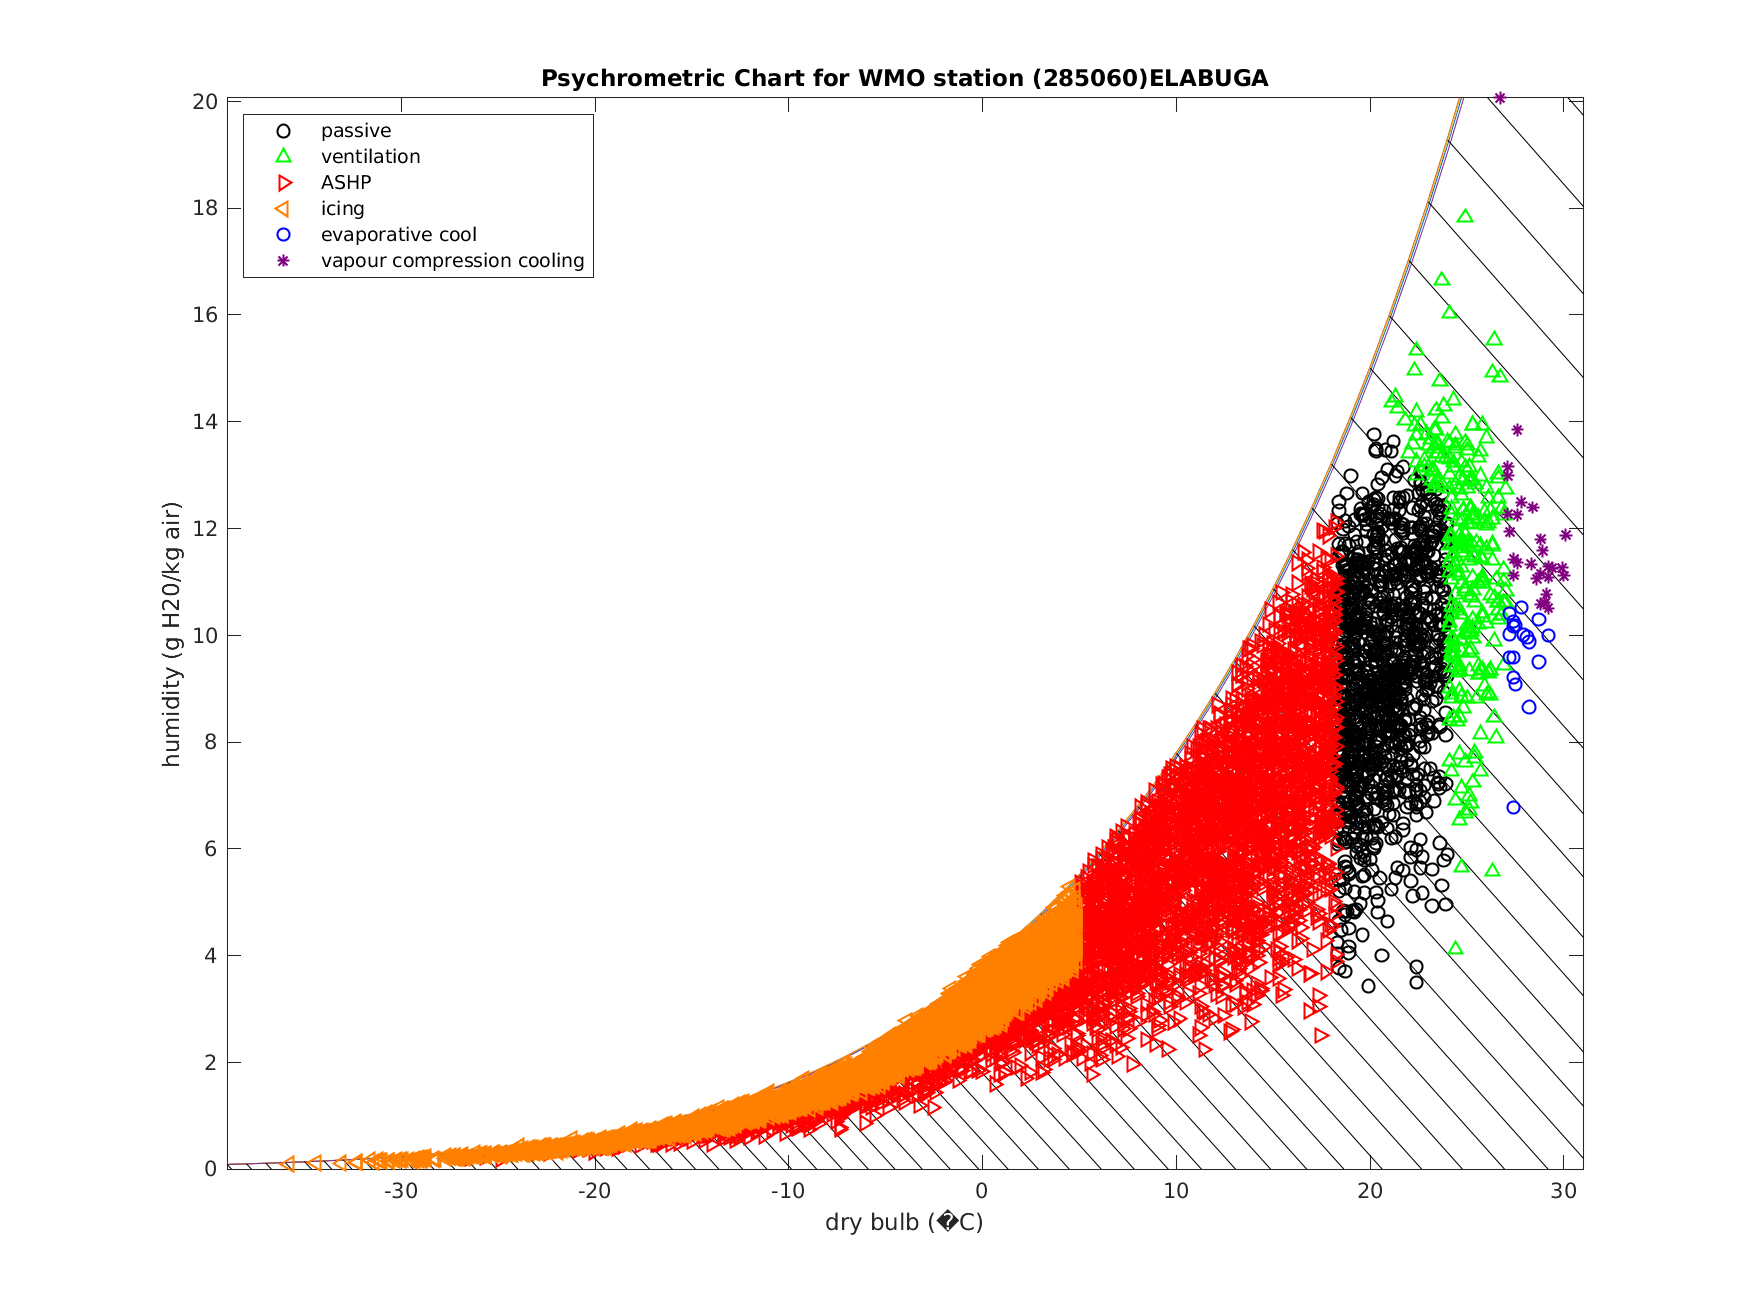 Psychrometric Chart for WMO station (285060)ELABUGA
passive
ventilation
ASHP
icing
evaporative cool
vapour compression cooling
humidity (g H20/kg air)
20
18
16
14
12
10
8
6
4
2
0
-30 -20 -10 0 10 20 30
dry bulb (�C)